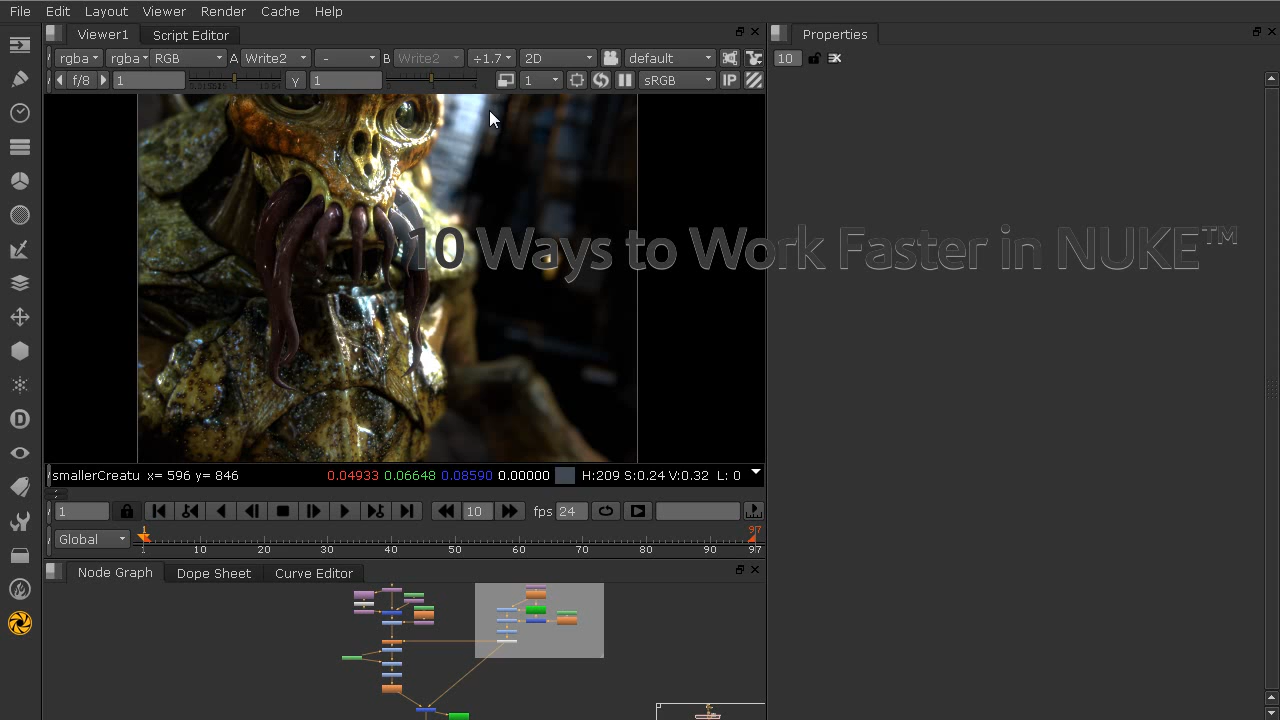 File Edit Layout Viewer Render Cache Help
Viewer1 Script Editor
Properties
rgba rgba RGB A Write2 - B Write2 ÷1.7 2D default
10
f/8 1 Y 1 1 sRGB IP
10 Ways to Work Faster in NUKE™
smallerCreatu x= 596 y= 846 0.04933 0.06648 0.08590 0.00000 H:209 S:0.24 V:0.32 L: 0
1 10 fps 24
Global
1 97
1 10 20 30 40 50 60 70 80 90 97
Node Graph Dope Sheet Curve Editor